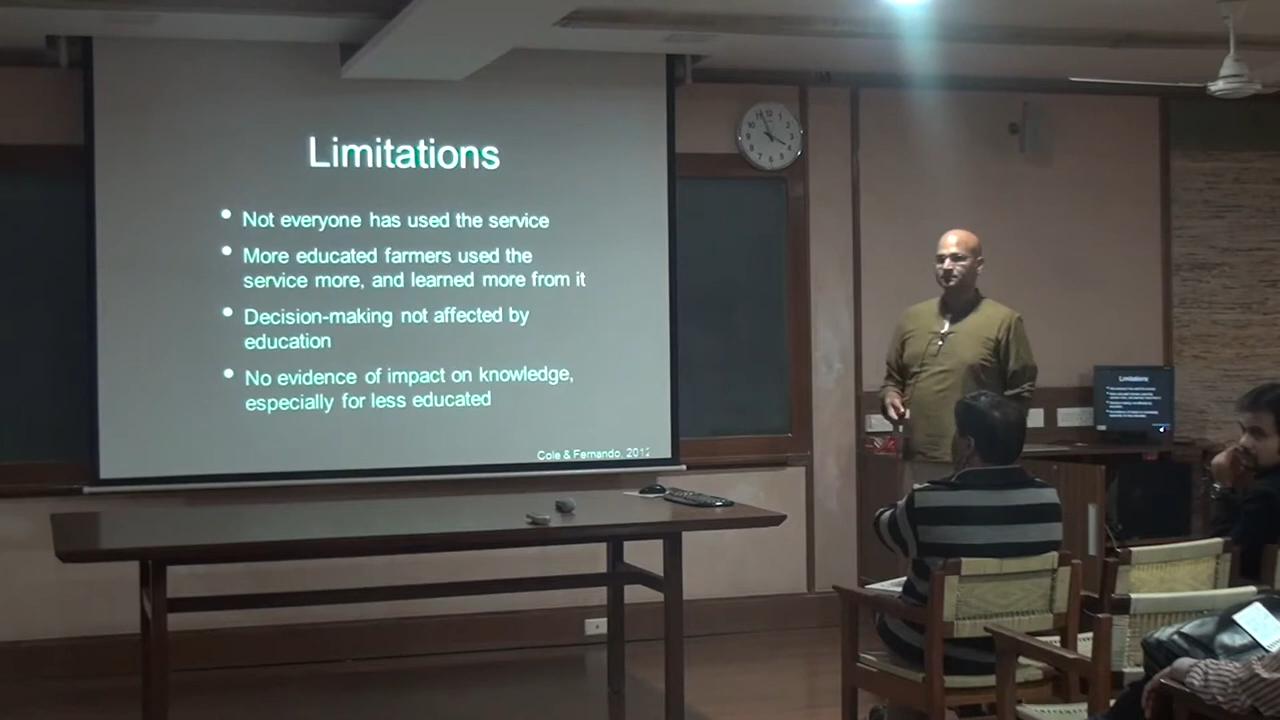 Limitations
Not everyone has used the service
More educated farmers used the
service more, and learned more from it
Decision-making not affected by
education
No evidence of impact on knowledge,
especially for less educated
Cole & Fernando, 2012
Limitations